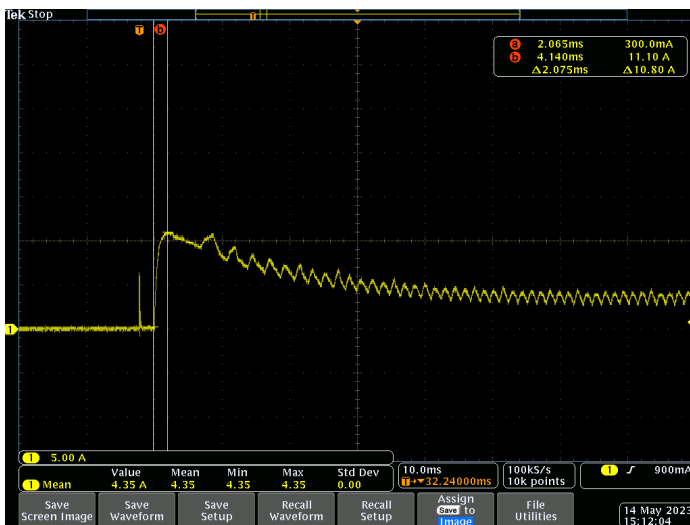 Tek Stop
T
T b
a 2.065ms 300.0mA
b 4.140ms 11.10 A
Δ2.075ms Δ10.80 A
1
1 5.00 A
Value Mean Min Max Std Dev
1 Mean 4.35 A 4.35 4.35 4.35 0.00
10.0ms
T→▼32.24000ms
100kS/s
10k points
1 900mA
Save Screen Image
Save Waveform
Save Setup
Recall Waveform
Recall Setup
Assign Save to Image
File Utilities
14 May 2023
15:12:04